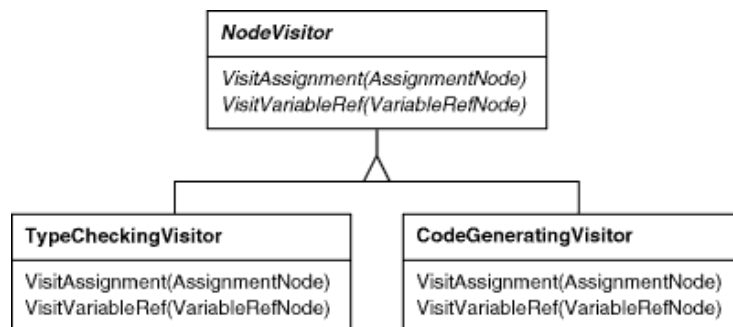 NodeVisitor
VisitAssignment(AssignmentNode)
VisitVariableRef(VariableRefNode)
TypeCheckingVisitor
VisitAssignment(AssignmentNode)
VisitVariableRef(VariableRefNode)
CodeGeneratingVisitor
VisitAssignment(AssignmentNode)
VisitVariableRef(VariableRefNode)